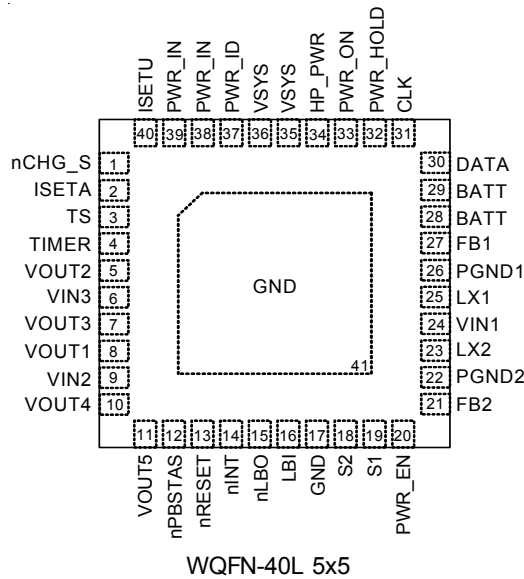 ISETU
PWR_IN
PWR_IN
PWR_ID
VSYS
VSYS
HP_PWR
PWR_ON
PWR_HOLD
CLK
40 39 38 37 36 35 34 33 32 31
nCHG_S 1
ISETA 2
TS 3
TIMER 4
VOUT2 5
VIN3 6
VOUT3 7
VOUT1 8
VIN2 9
VOUT4 10
GND
41
30 DATA
29 BATT
28 BATT
27 FB1
26 PGND1
25 LX1
24 VIN1
23 LX2
22 PGND2
21 FB2
11 12 13 14 15 16 17 18 19 20
VOUT5
nPBSTAS
nRESET
nINT
nLBO
LBI
GND
S2
S1
PWR_EN
WQFN-40L 5x5